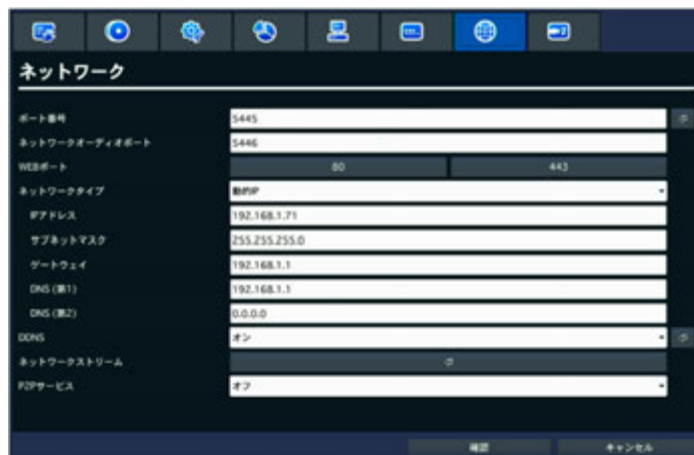 ネットワーク
ポート番号 5445
ネットワークオーディオポート 5446
WEBポート 80 443
ネットワークタイプ 動的IP
IPアドレス 192.168.1.71
サブネットマスク 255.255.255.0
ゲートウェイ 192.168.1.1
DNS (第1) 192.168.1.1
DNS (第2) 0.0.0.0
DDNS オン
ネットワークストリーム
P2Pサービス オフ
確認 キャンセル